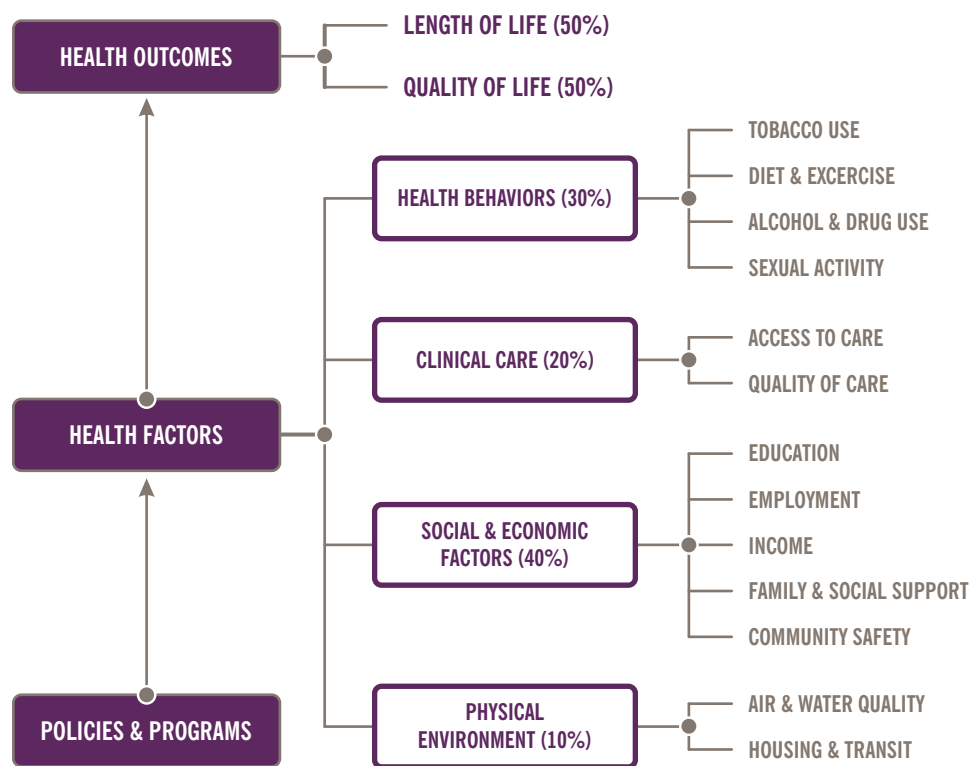 HEALTH OUTCOMES
LENGTH OF LIFE (50%)
QUALITY OF LIFE (50%)
HEALTH FACTORS
HEALTH BEHAVIORS (30%)
TOBACCO USE
DIET & EXCERCISE
ALCOHOL & DRUG USE
SEXUAL ACTIVITY
CLINICAL CARE (20%)
ACCESS TO CARE
QUALITY OF CARE
SOCIAL & ECONOMIC
FACTORS (40%)
EDUCATION
EMPLOYMENT
INCOME
FAMILY & SOCIAL SUPPORT
COMMUNITY SAFETY
PHYSICAL
ENVIRONMENT (10%)
AIR & WATER QUALITY
HOUSING & TRANSIT
POLICIES & PROGRAMS